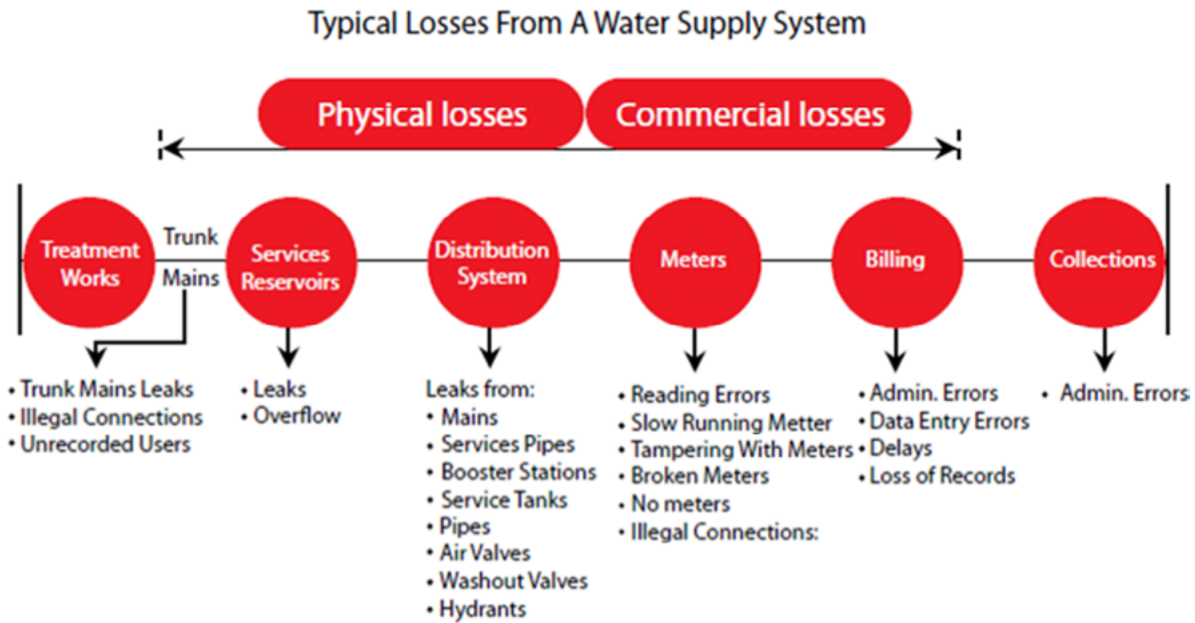 Typical Losses From A Water Supply System
Physical losses
Commercial losses
Treatment
Works
Trunk
Mains
Services
Reservoirs
Distribution
System
Meters
Billing
Collections
• Trunk Mains Leaks
• Illegal Connections
• Unrecorded Users
• Leaks
• Overflow
Leaks from:
• Mains
• Services Pipes
• Booster Stations
• Service Tanks
• Pipes
• Air Valves
• Washout Valves
• Hydrants
• Reading Errors
• Slow Running Metter
• Tampering With Meters
• Broken Meters
• No meters
• Illegal Connections:
• Admin. Errors
• Data Entry Errors
• Delays
• Loss of Records
• Admin. Errors